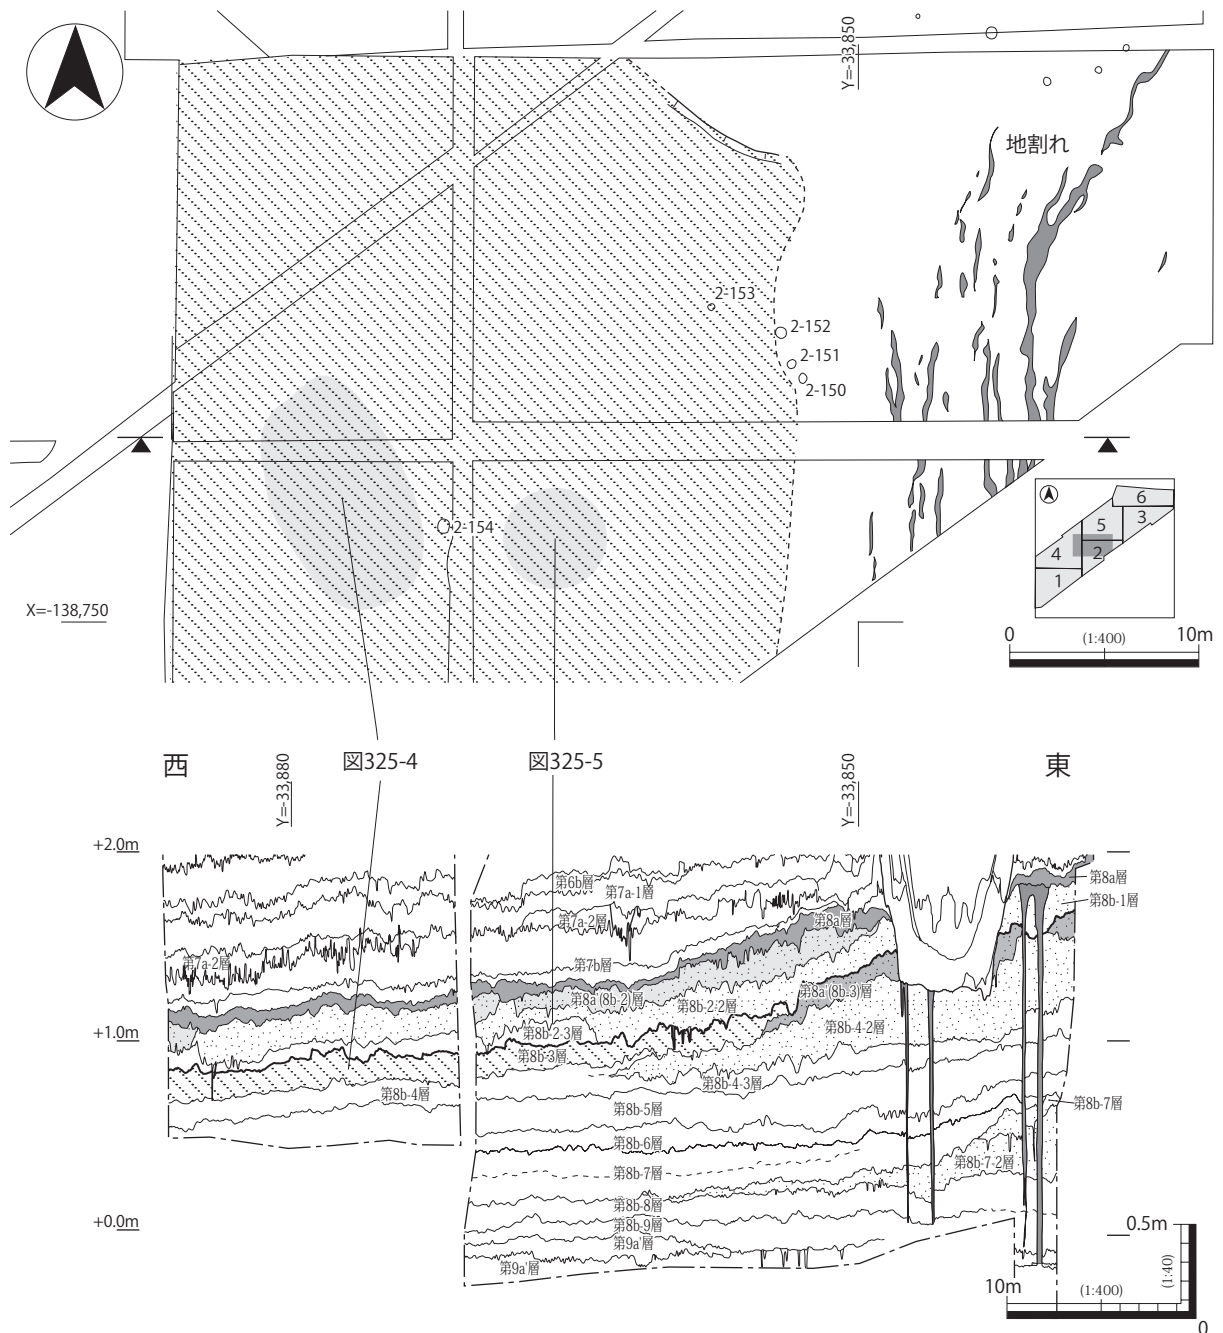 Y=-33,850
地割れ
2-153
2-152
2-151
2-150
2-154
6
5
3
4
2
1
X=-138,750
0
(1:400)
10m
西
Y=-33,880
図325-4
図325-5
Y=-33,850
東
+2.0m
第6b層
第7a-1層
第7a-2層
第8a層
第8a層
第8b-1層
第7a-2層
第7b層
第8a'(8b-2)層
第8b-2-2層
第8a'(8b-3)層
+1.0m
第8b-2-3層
第8b-4-2層
第8b-3層
第8b-4層
第8b-4-3層
第8b-5層
第8b-7層
第8b-6層
第8b-7層
第8b-7-2層
第8b-8層
+0.0m
第8b-9層
0.5m
第9a'層
第9a'層
(1:40)
10m
(1:400)
0